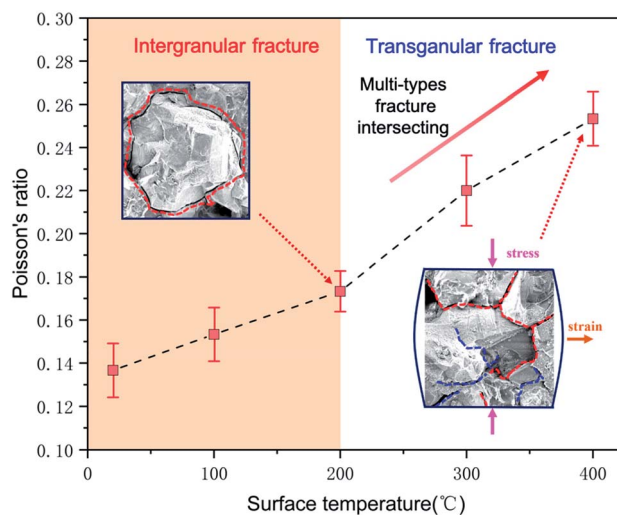 Intergranular fracture
Transganular fracture
Multi-types
fracture
intersecting
stress
strain
Poisson's ratio
0.30
0.28
0.26
0.24
0.22
0.20
0.18
0.16
0.14
0.12
0.10
0
100
200
300
400
Surface temperature(℃)